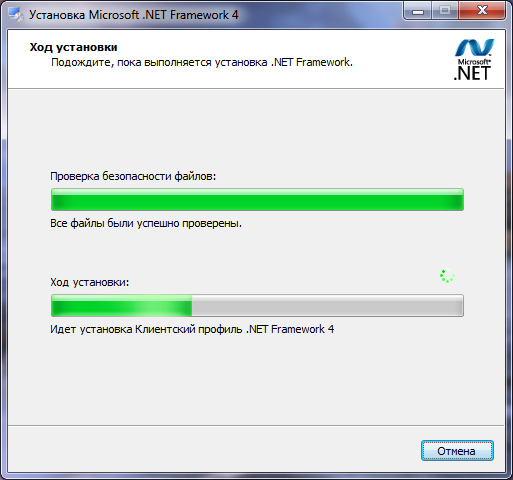 Установка Microsoft .NET Framework 4
Ход установки
Подождите, пока выполняется установка .NET Framework.
Microsoft®
.NET
Проверка безопасности файлов:
Все файлы были успешно проверены.
Ход установки:
Идет установка Клиентский профиль .NET Framework 4
Отмена